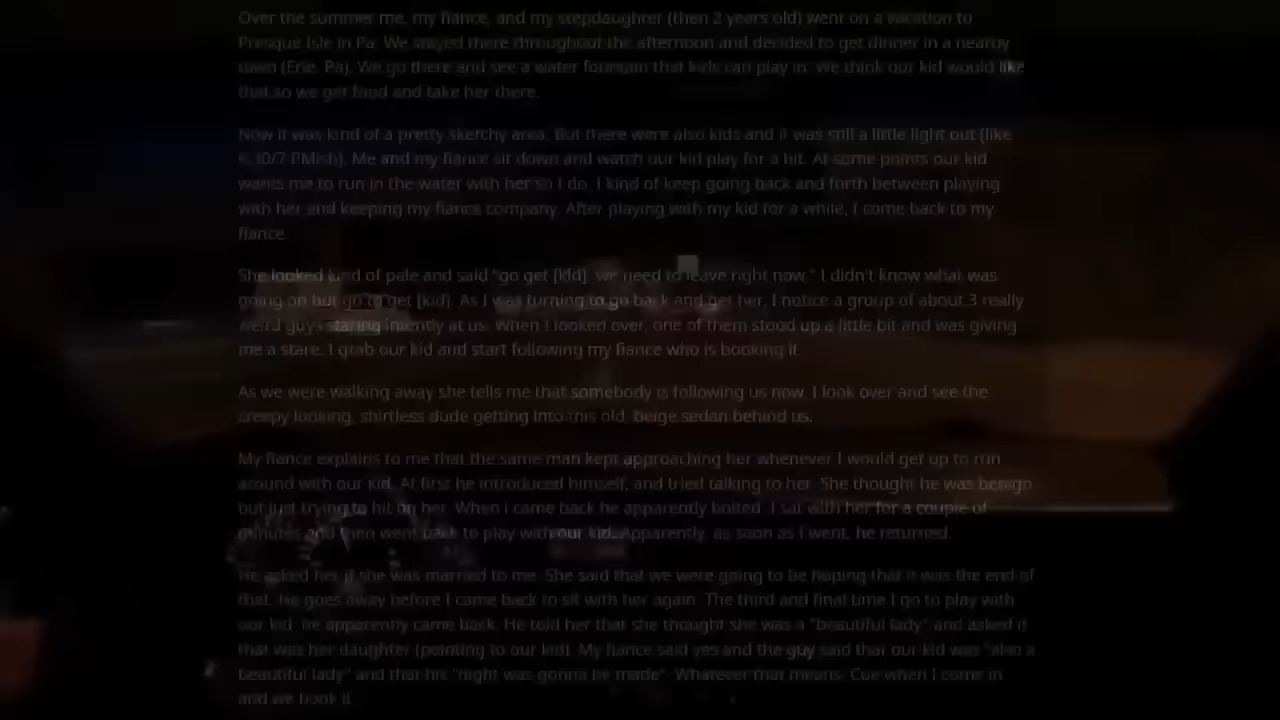 Over the summer me, my fiance, and my stepdaughter (then 2 years old) went on a vacation to
Presque Isle in Pa. We stayed there throughout the afternoon and decided to get dinner in a nearby
town (Erie, Pa). We go there and see a water fountain that kids can play in. We think our kid would like
that so we get food and take her there.
Now it was kind of a pretty sketchy area. But there were also kids and it was still a little light out (like
6:30/7 PMish). Me and my fiance sit down and watch our kid play for a bit. At some points our kid
wants me to run in the water with her so I do. I kind of keep going back and forth between playing
with her and keeping my fiance company. After playing with my kid for a while, I come back to my
fiance.
She looked kind of pale and said "go get [kid], we need to leave right now." I didn't know what was
going on but go to get [kid]. As I was turning to go back and get her, I notice a group of about 3 really
weird guys staring intently at us. When I looked over, one of them stood up a little bit and was giving
me a stare. I grab our kid and start following my fiance who is booking it.
As we were walking away she tells me that somebody is following us now. I look over and see the
creepy looking, shirtless dude getting into this old, beige sedan behind us.
My fiance explains to me that the same man kept approaching her whenever I would get up to run
around with our kid. At first he introduced himself, and tried talking to her. She thought he was benign
but just trying to hit on her. When I came back he apparently bolted. I sat with her for a couple of
minutes and then went back to play with our kid. Apparently, as soon as I went, he returned.
He asked her if she was married to me. She said that we were going to be hoping that it was the end of
that. He goes away before I came back to sit with her again. The third and final time I go to play with
our kid, he apparently came back. He told her that she thought she was a "beautiful lady" and asked if
that was her daughter (pointing to our kid). My fiance said yes and the guy said that our kid was "also a
beautiful lady" and that his "night was gonna be made". Whatever that means. Cue when I come in
and we book it.